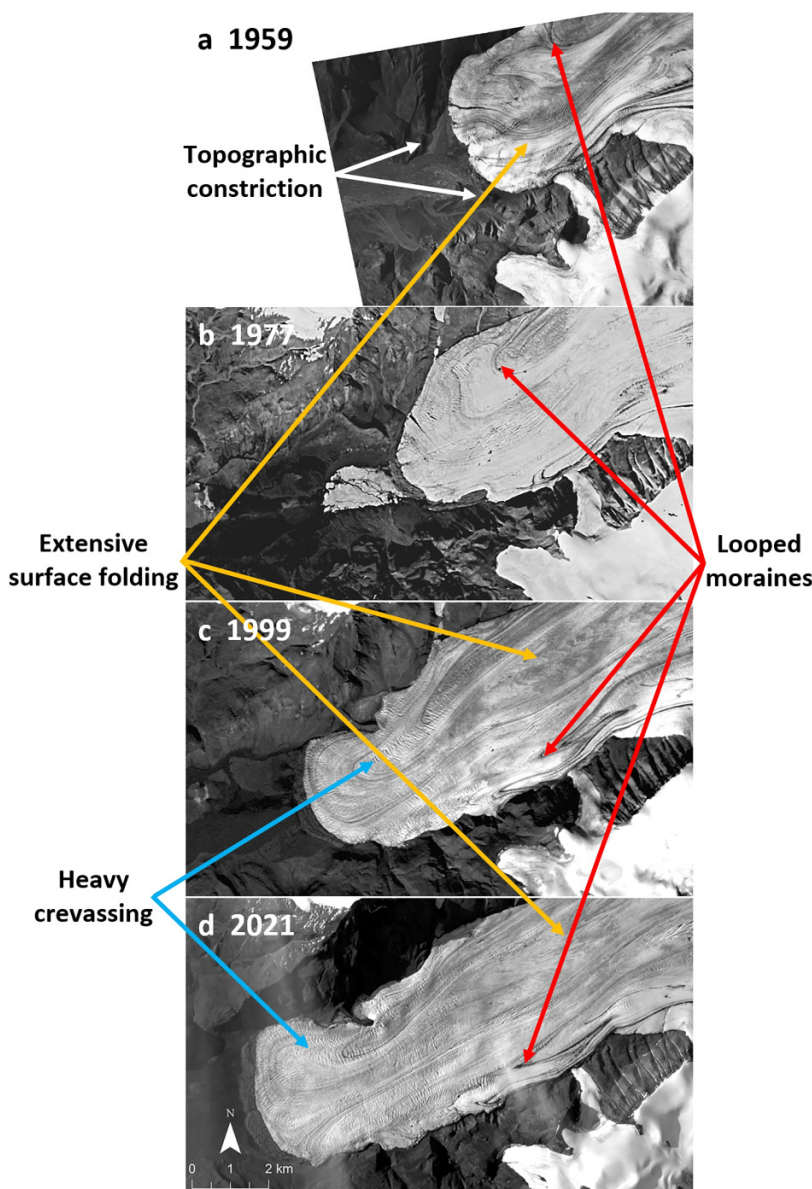 a 1959
Topographic
constriction
b 1977
Extensive
surface folding
Looped
moraines
c 1999
Heavy
crevassing
d 2021
N
0 1 2 km